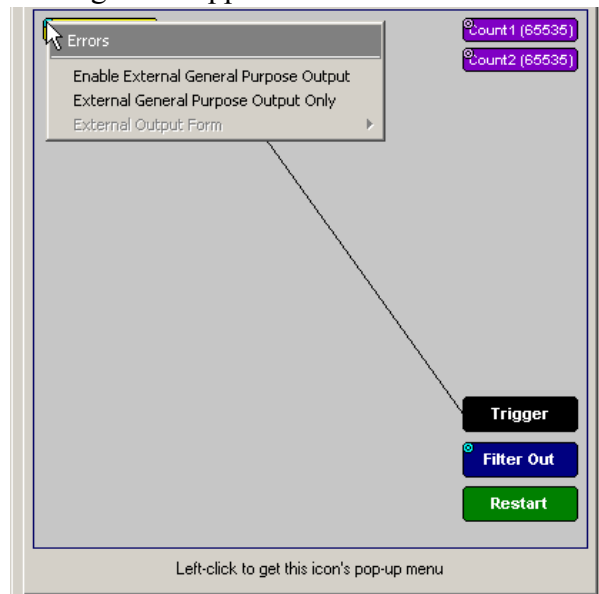 Errors
Enable External General Purpose Output
External General Purpose Output Only
External Output Form
Count1 (65535)
Count2 (65535)
Trigger
Filter Out
Restart
Left-click to get this icon's pop-up menu